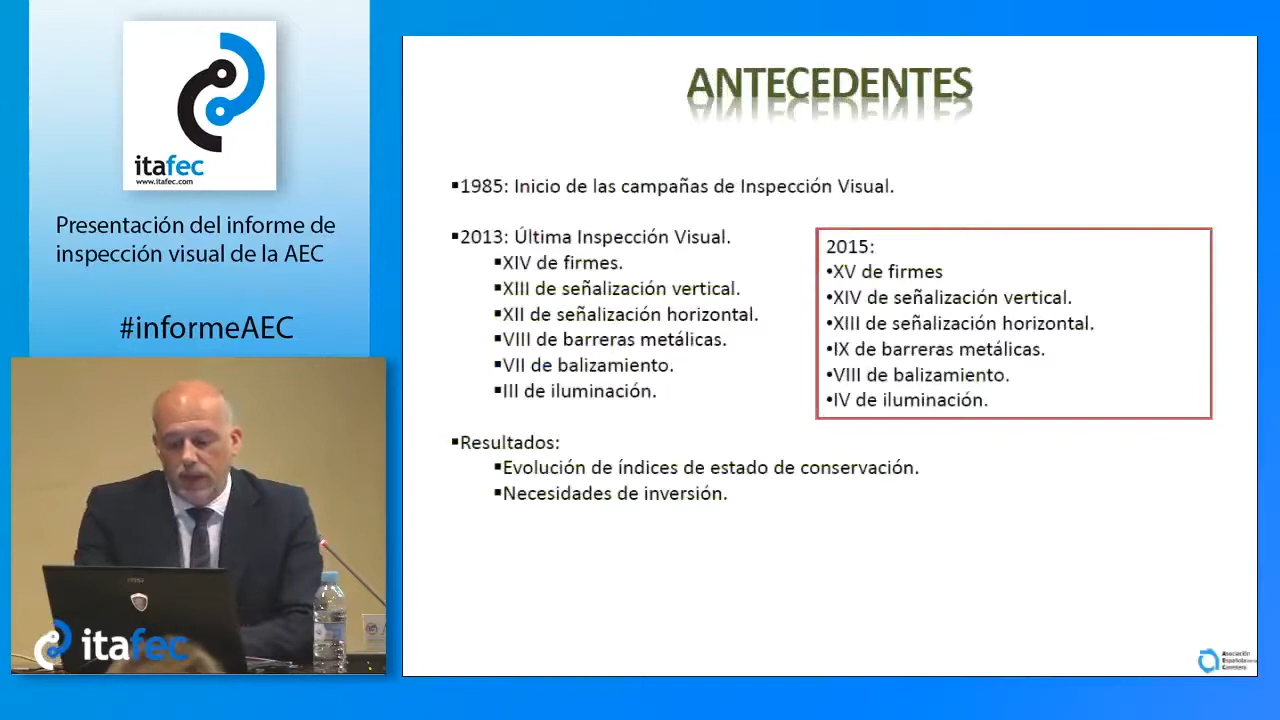 itafec
www.itafec.com
Presentación del informe de
inspección visual de la AEC
#informeAEC
itafec
ANTECEDENTES
▪1985: Inicio de las campañas de Inspección Visual.
▪2013: Última Inspección Visual.
▪XIV de firmes.
▪XIII de señalización vertical.
▪XII de señalización horizontal.
▪VIII de barreras metálicas.
▪VII de balizamiento.
▪III de iluminación.
2015:
•XV de firmes
•XIV de señalización vertical.
•XIII de señalización horizontal.
•IX de barreras metálicas.
•VIII de balizamiento.
•IV de iluminación.
▪Resultados:
▪Evolución de índices de estado de conservación.
▪Necesidades de inversión.
Asociación
Española
Carretera